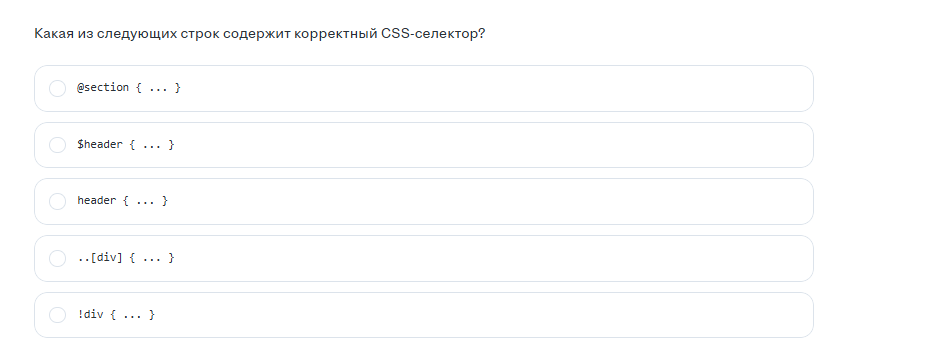 Какая из следующих строк содержит корректный CSS-селектор?
@section { ... }
$header { ... }
header { ... }
..[div] { ... }
!div { ... }